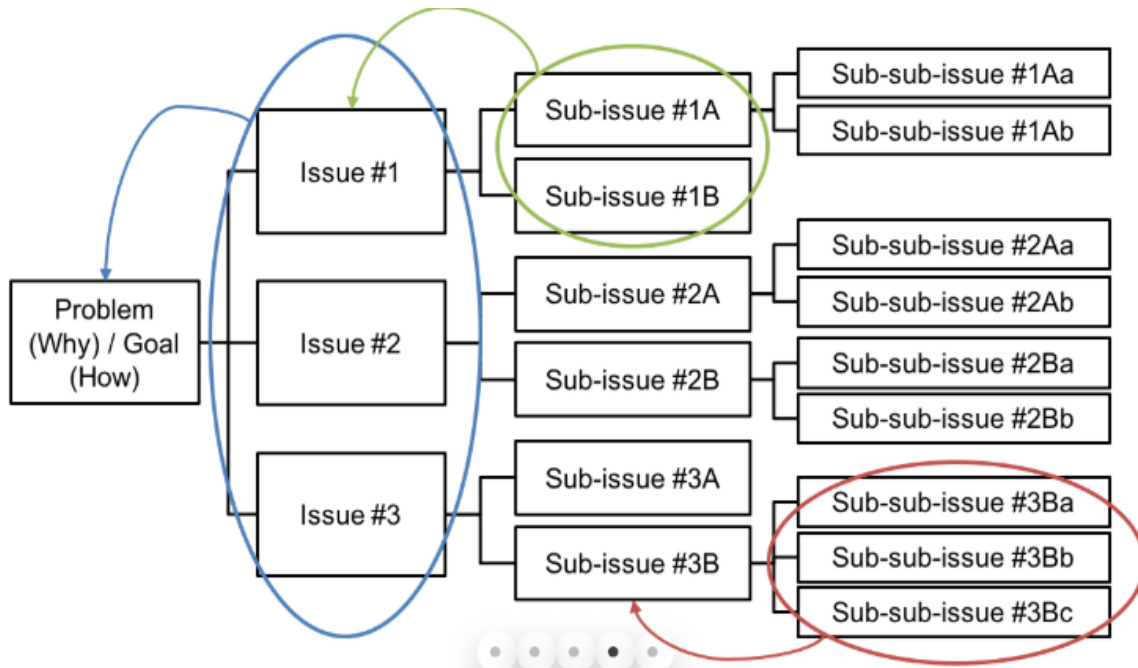 Problem
(Why) / Goal
(How)
Issue #1
Issue #2
Issue #3
Sub-issue #1A
Sub-issue #1B
Sub-issue #2A
Sub-issue #2B
Sub-issue #3A
Sub-issue #3B
Sub-sub-issue #1Aa
Sub-sub-issue #1Ab
Sub-sub-issue #2Aa
Sub-sub-issue #2Ab
Sub-sub-issue #2Ba
Sub-sub-issue #2Bb
Sub-sub-issue #3Ba
Sub-sub-issue #3Bb
Sub-sub-issue #3Bc